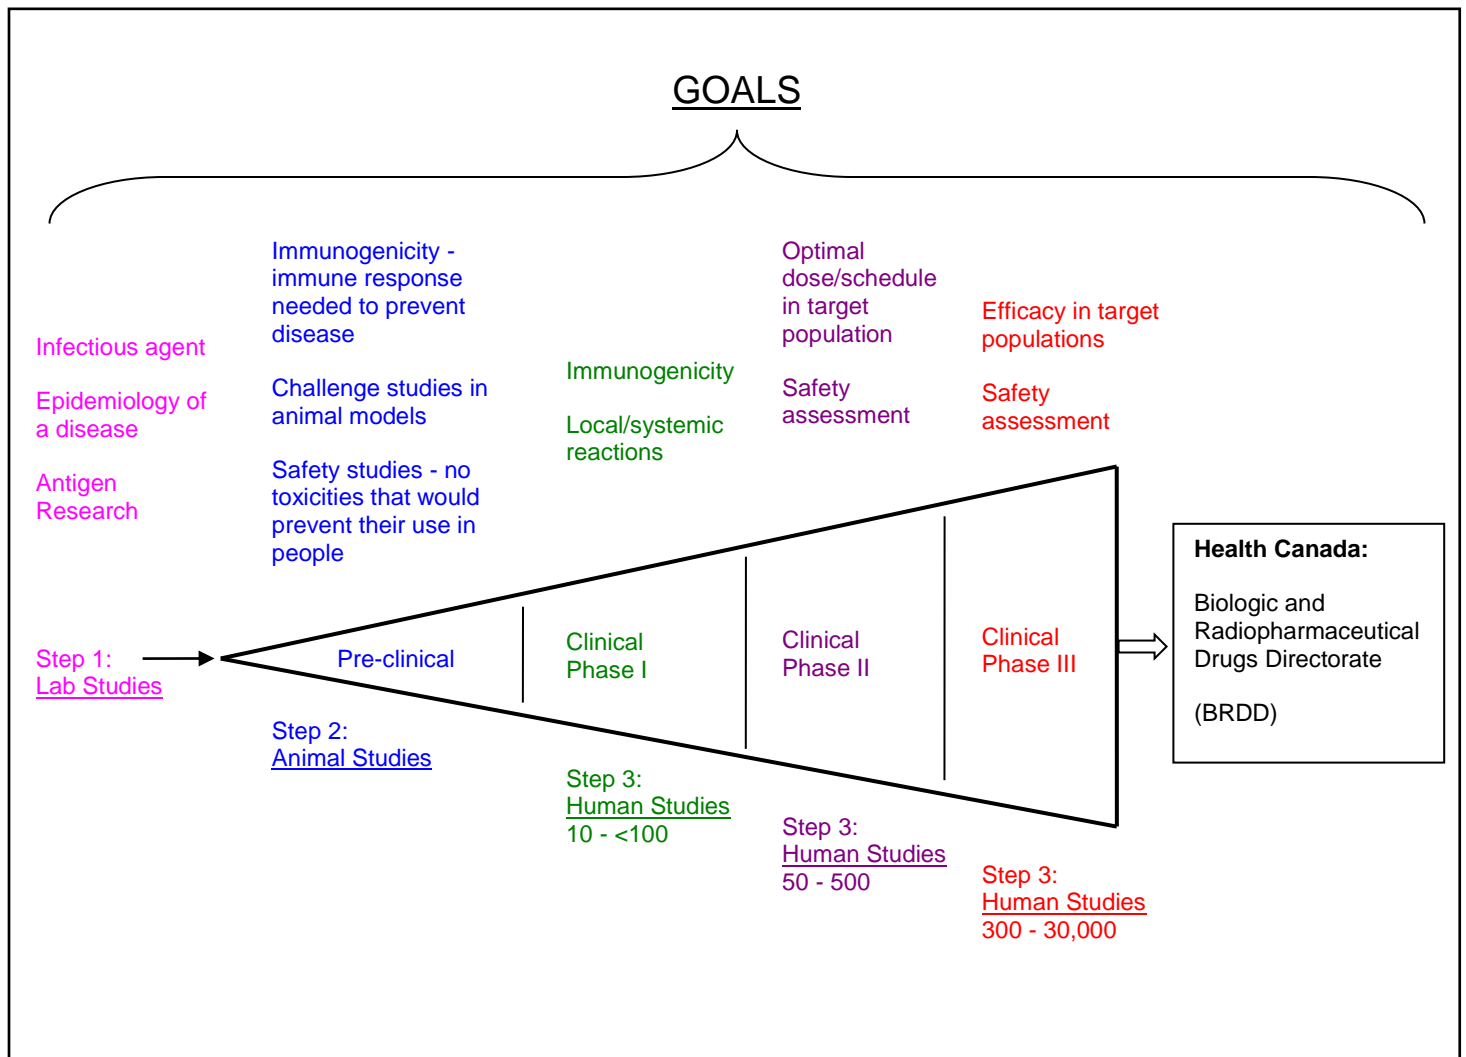 GOALS
Infectious agent
Epidemiology of
a disease
Antigen
Research
Immunogenicity -
immune response
needed to prevent
disease
Challenge studies in
animal models
Safety studies - no
toxicities that would
prevent their use in
people
Immunogenicity
Local/systemic
reactions
Optimal
dose/schedule
in target
population
Safety
assessment
Efficacy in target
populations
Safety
assessment
Step 1:
Lab Studies
Pre-clinical
Clinical
Phase I
Clinical
Phase II
Clinical
Phase III
Health Canada:
Biologic and
Radiopharmaceutical
Drugs Directorate
(BRDD)
Step 2:
Animal Studies
Step 3:
Human Studies
10 - <100
Step 3:
Human Studies
50 - 500
Step 3:
Human Studies
300 - 30,000